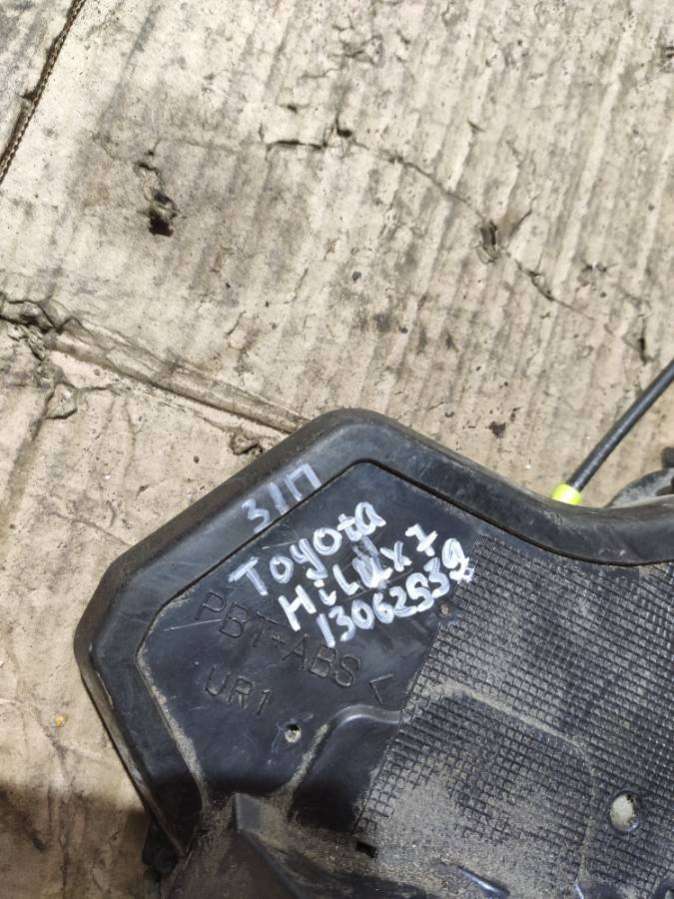 З/П
Toyota
HiLUX 7
13062539
PBT-ABS <
UR1